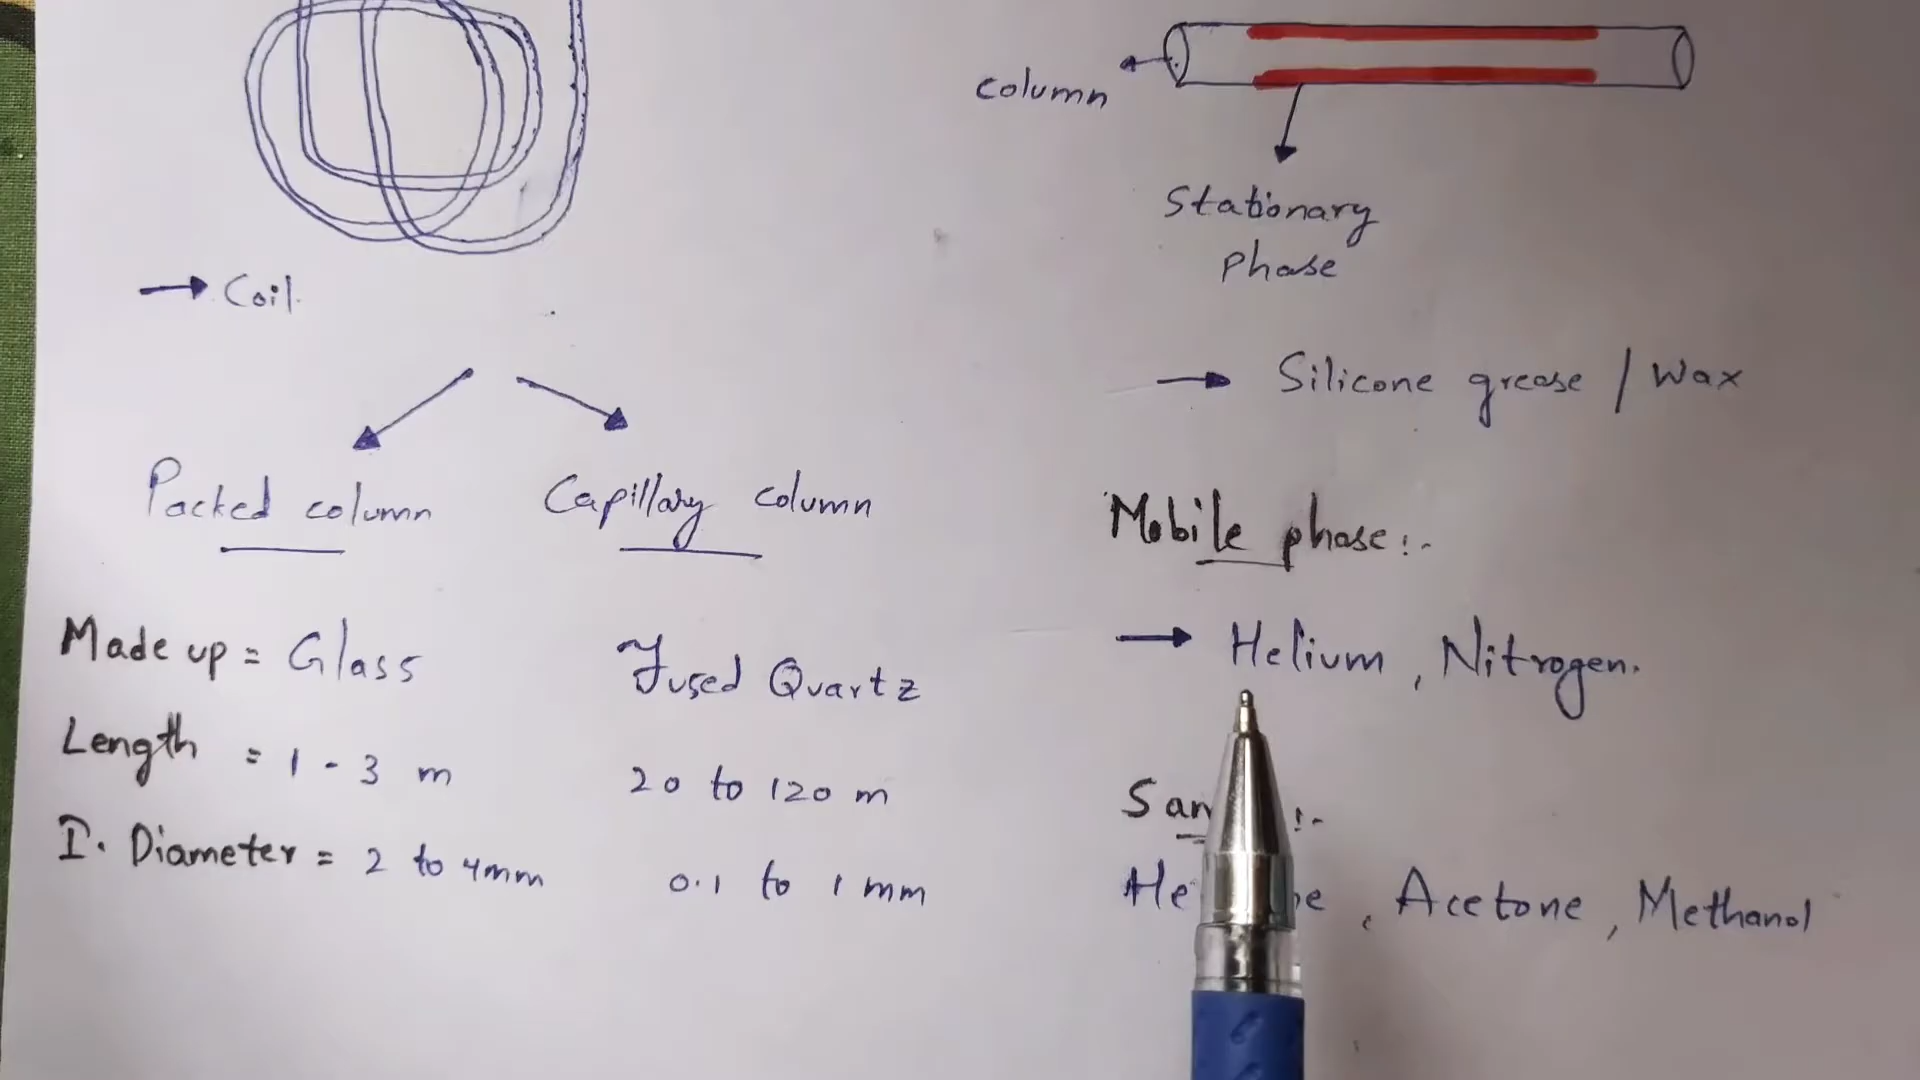 → Coil.
Packed column
Capillary column
Made up = Glass
Fused Quartz
Length = 1 - 3 m
20 to 120 m
I. Diameter = 2 to 4mm
0.1 to 1 mm
column
Stationary
phase
→ Silicone grease / Wax
Mobile phase:-
→ Helium, Nitrogen.
, Acetone, Methanol